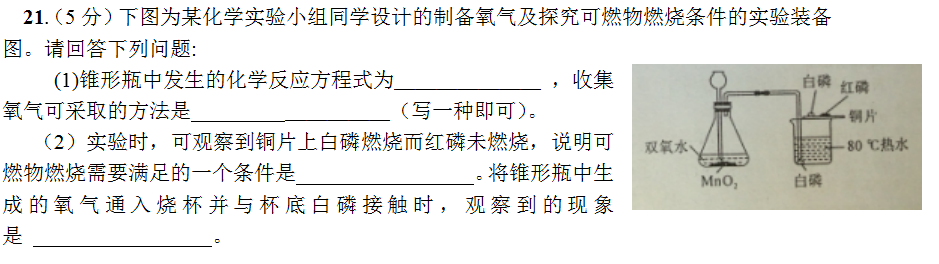 21.(5 分)下图为某化学实验小组同学设计的制备氧气及探究可燃物燃烧条件的实验装备
图。请回答下列问题:
(1)锥形瓶中发生的化学反应方程式为______________ ，收集
氧气可采取的方法是__________________（写一种即可)。
（2）实验时，可观察到铜片上白磷燃烧而红磷未燃烧，说明可
燃物燃烧需要满足的一个条件是_________________。将锥形瓶中生
成的氧气通入烧杯并与杯底白磷接触时，观察到的现象
是 _________________。
白磷 红磷
铜片
双氧水
80 ℃热水
MnO₂
白磷